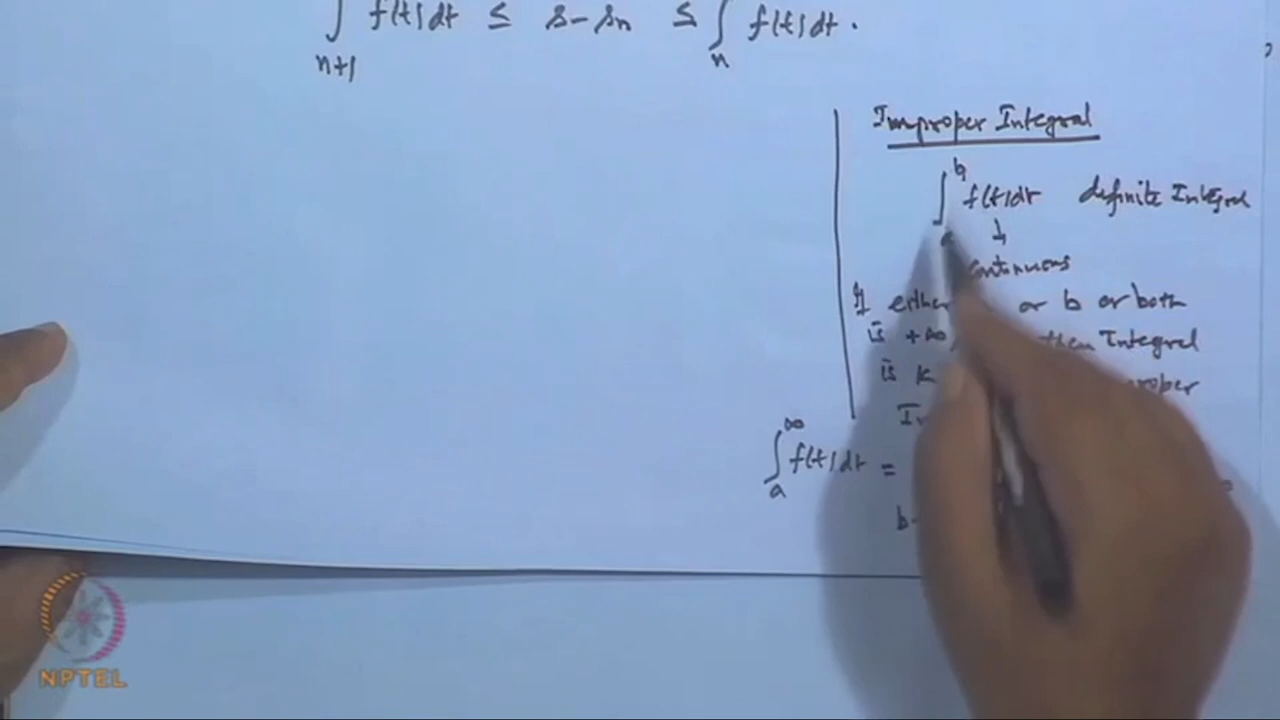 ∫ f(t)dt ≤ s-sn ≤ ∫ f(t)dt.
n+1 n
Improper Integral
∫ b f(t)dt definite Integral
continuous
If either or b or both
is +∞ then Integral
is
∞
∫ f(t)dt =
a
NPTEL